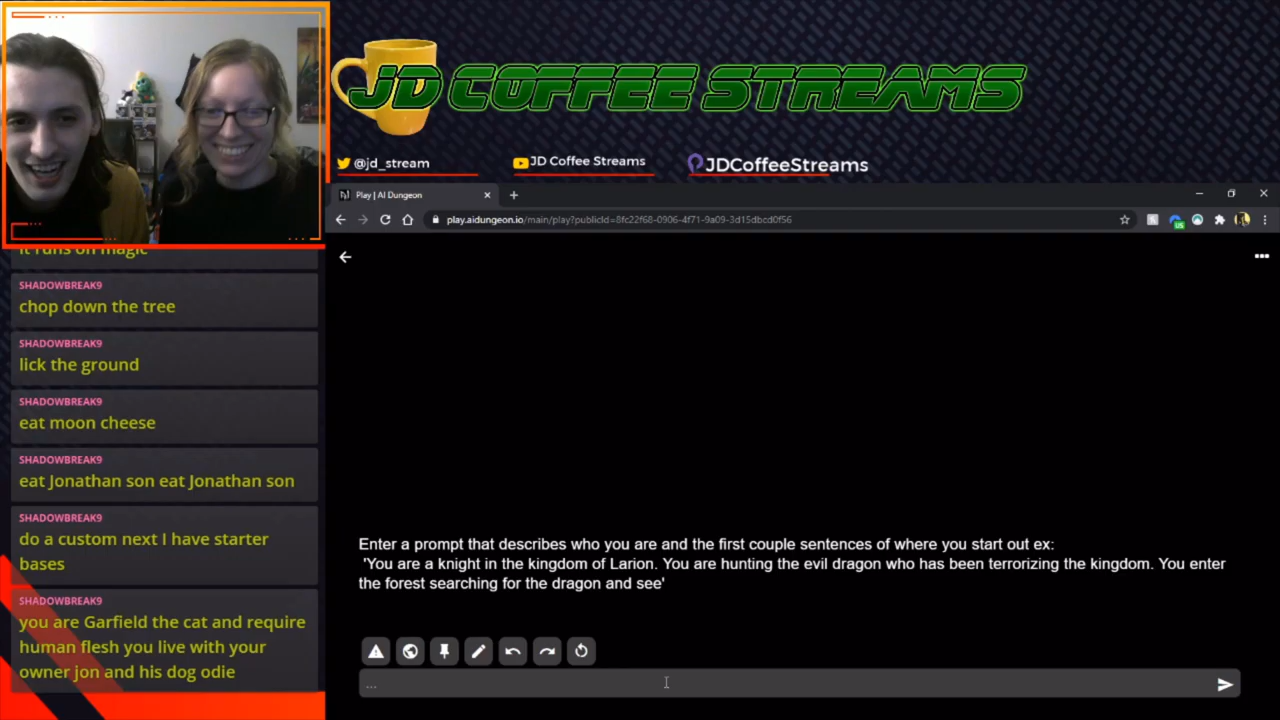 JD COFFEE STREAMS
@jd_stream
JD Coffee Streams
JDCoffeeStreams
Play | AI Dungeon
play.aidungeon.io/main/play?publicId=8fc22f68-0906-4f71-9a09-3d15dbcd0f56
US
it runs on magic
SHADOWBREAK9
chop down the tree
SHADOWBREAK9
lick the ground
SHADOWBREAK9
eat moon cheese
SHADOWBREAK9
eat Jonathan son eat Jonathan son
SHADOWBREAK9
do a custom next I have starter
bases
SHADOWBREAK9
you are Garfield the cat and require
human flesh you live with your
owner jon and his dog odie
Enter a prompt that describes who you are and the first couple sentences of where you start out ex:
'You are a knight in the kingdom of Larion. You are hunting the evil dragon who has been terrorizing the kingdom. You enter
the forest searching for the dragon and see'
...